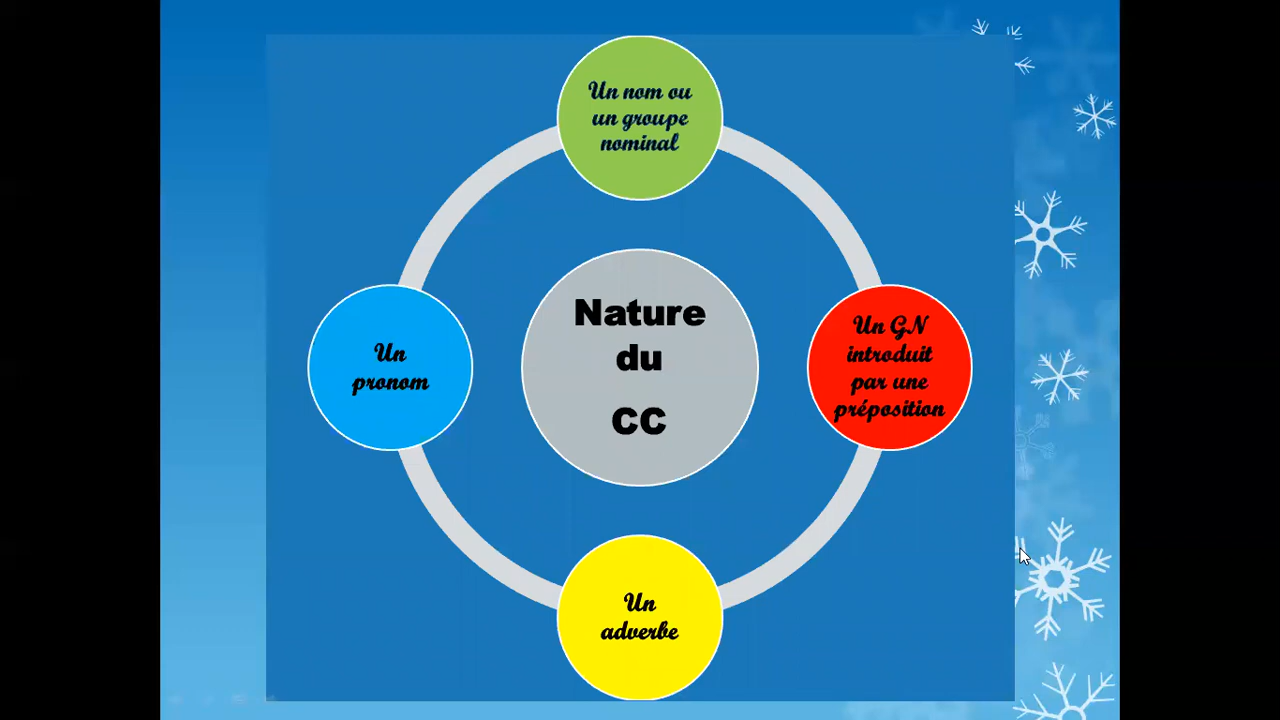 Un nom ou
un groupe
nominal
Nature
du
CC
Un
pronom
Un GN
introduit
par une
préposition
Un
adverbe